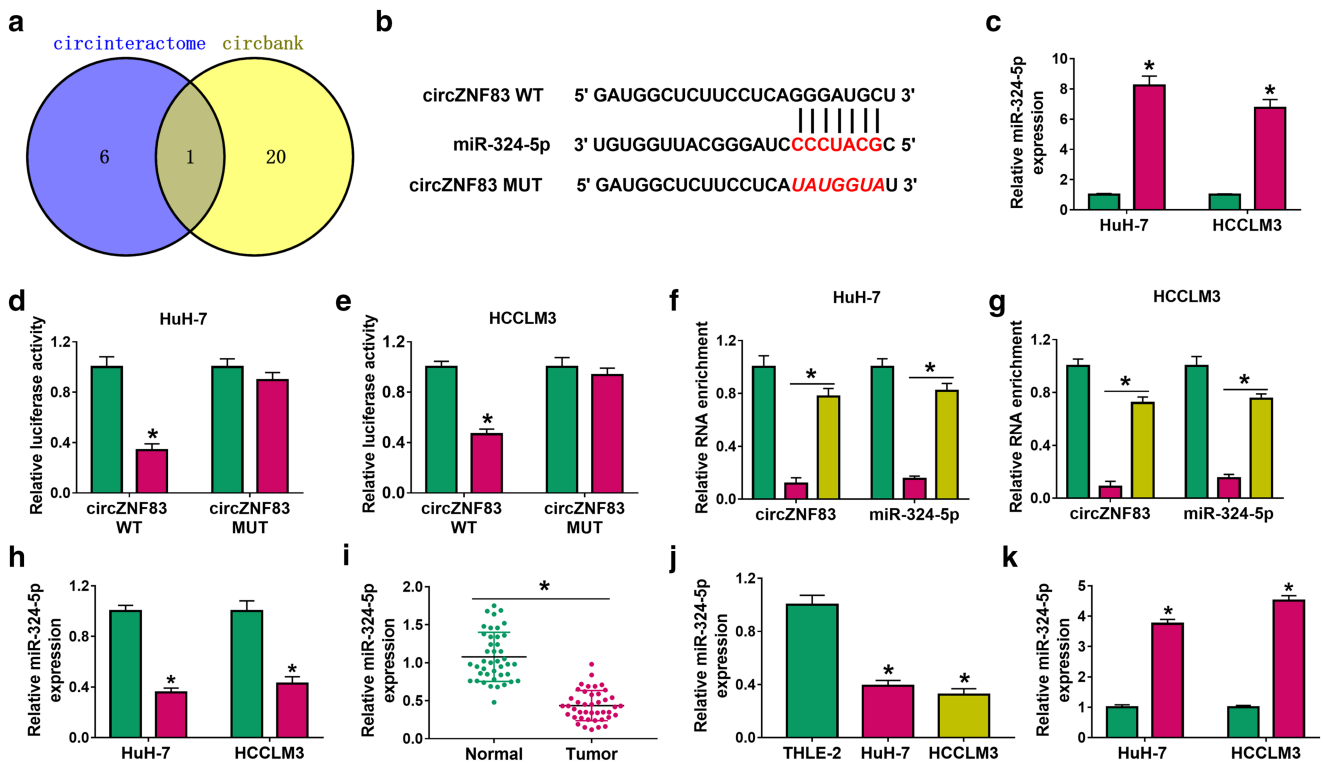 a
circinteractome circbank
6 1 20
b
circZNF83 WT 5' GAUGGCUCUUCCUCAGGGAUGCU 3'
miR-324-5p 3' UGUGGUUACGGGAUCCCCUACGC 5'
circZNF83 MUT 5' GAUGGCUCUUCCUCAUAUGGUAU 3'
c
Relative miR-324-5p
expression
10
8
6
4
2
0
* *
HuH-7 HCCLM3
d
HuH-7
Relative luciferase activity
1.2
0.8
0.4
0.0
*
circZNF83 circZNF83
WT MUT
e
HCCLM3
Relative luciferase activity
1.2
0.8
0.4
0.0
*
circZNF83 circZNF83
WT MUT
f
HuH-7
Relative RNA enrichment
1.2
0.8
0.4
0.0
* *
circZNF83 miR-324-5p
g
HCCLM3
Relative RNA enrichment
1.2
0.8
0.4
0.0
* *
circZNF83 miR-324-5p
h
Relative miR-324-5p
expression
1.2
0.8
0.4
0.0
* *
HuH-7 HCCLM3
i
Relative miR-324-5p
expression
2.0
1.5
1.0
0.5
0.0
*
Normal Tumor
j
Relative miR-324-5p
expression
1.2
0.8
0.4
0.0
* *
THLE-2 HuH-7 HCCLM3
k
Relative miR-324-5p
expression
5
4
3
2
1
0
* *
HuH-7 HCCLM3